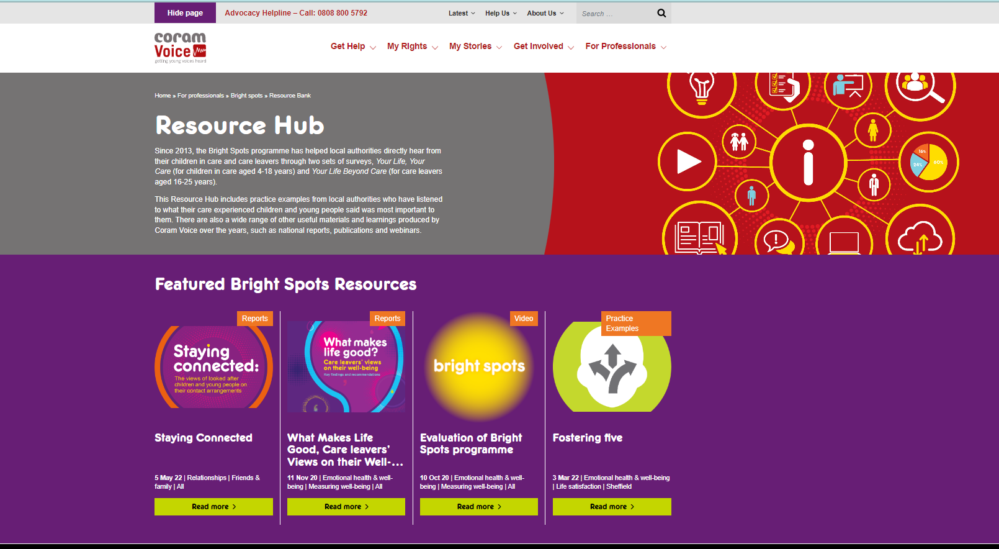 Hide page
Advocacy Helpline – Call: 0808 800 5792
Latest
Help Us
About Us
Search …
coram
Voice
getting young voices heard
Get Help
My Rights
My Stories
Get Involved
For Professionals
Home » For professionals » Bright spots » Resource Bank
Resource Hub
Since 2013, the Bright Spots programme has helped local authorities directly hear from
their children in care and care leavers through two sets of surveys, Your Life, Your
Care (for children in care aged 4-18 years) and Your Life Beyond Care (for care leavers
aged 16-25 years).
This Resource Hub includes practice examples from local authorities who have listened
to what their care experienced children and young people said was most important to
them. There are also a wide range of other useful materials and learnings produced by
Coram Voice over the years, such as national reports, publications and webinars.
i
16%
24%
60%
!
Featured Bright Spots Resources
Reports
Staying
connected:
The views of looked after
children and young people on
their contact arrangements
Staying Connected
5 May 22 | Relationships | Friends &
family | All
Read more >
Reports
What makes
life good?
Care leavers' views
on their well-being
Key findings and recommendations
What Makes Life
Good, Care leavers’
Views on their Well-...
11 Nov 20 | Emotional health & well-
being | Measuring well-being | All
Read more >
Video
bright spots
Evaluation of Bright
Spots programme
10 Oct 20 | Emotional health & well-
being | Measuring well-being | All
Read more >
Practice
Examples
Fostering five
3 Mar 22 | Emotional health & well-being
| Life satisfaction | Sheffield
Read more >